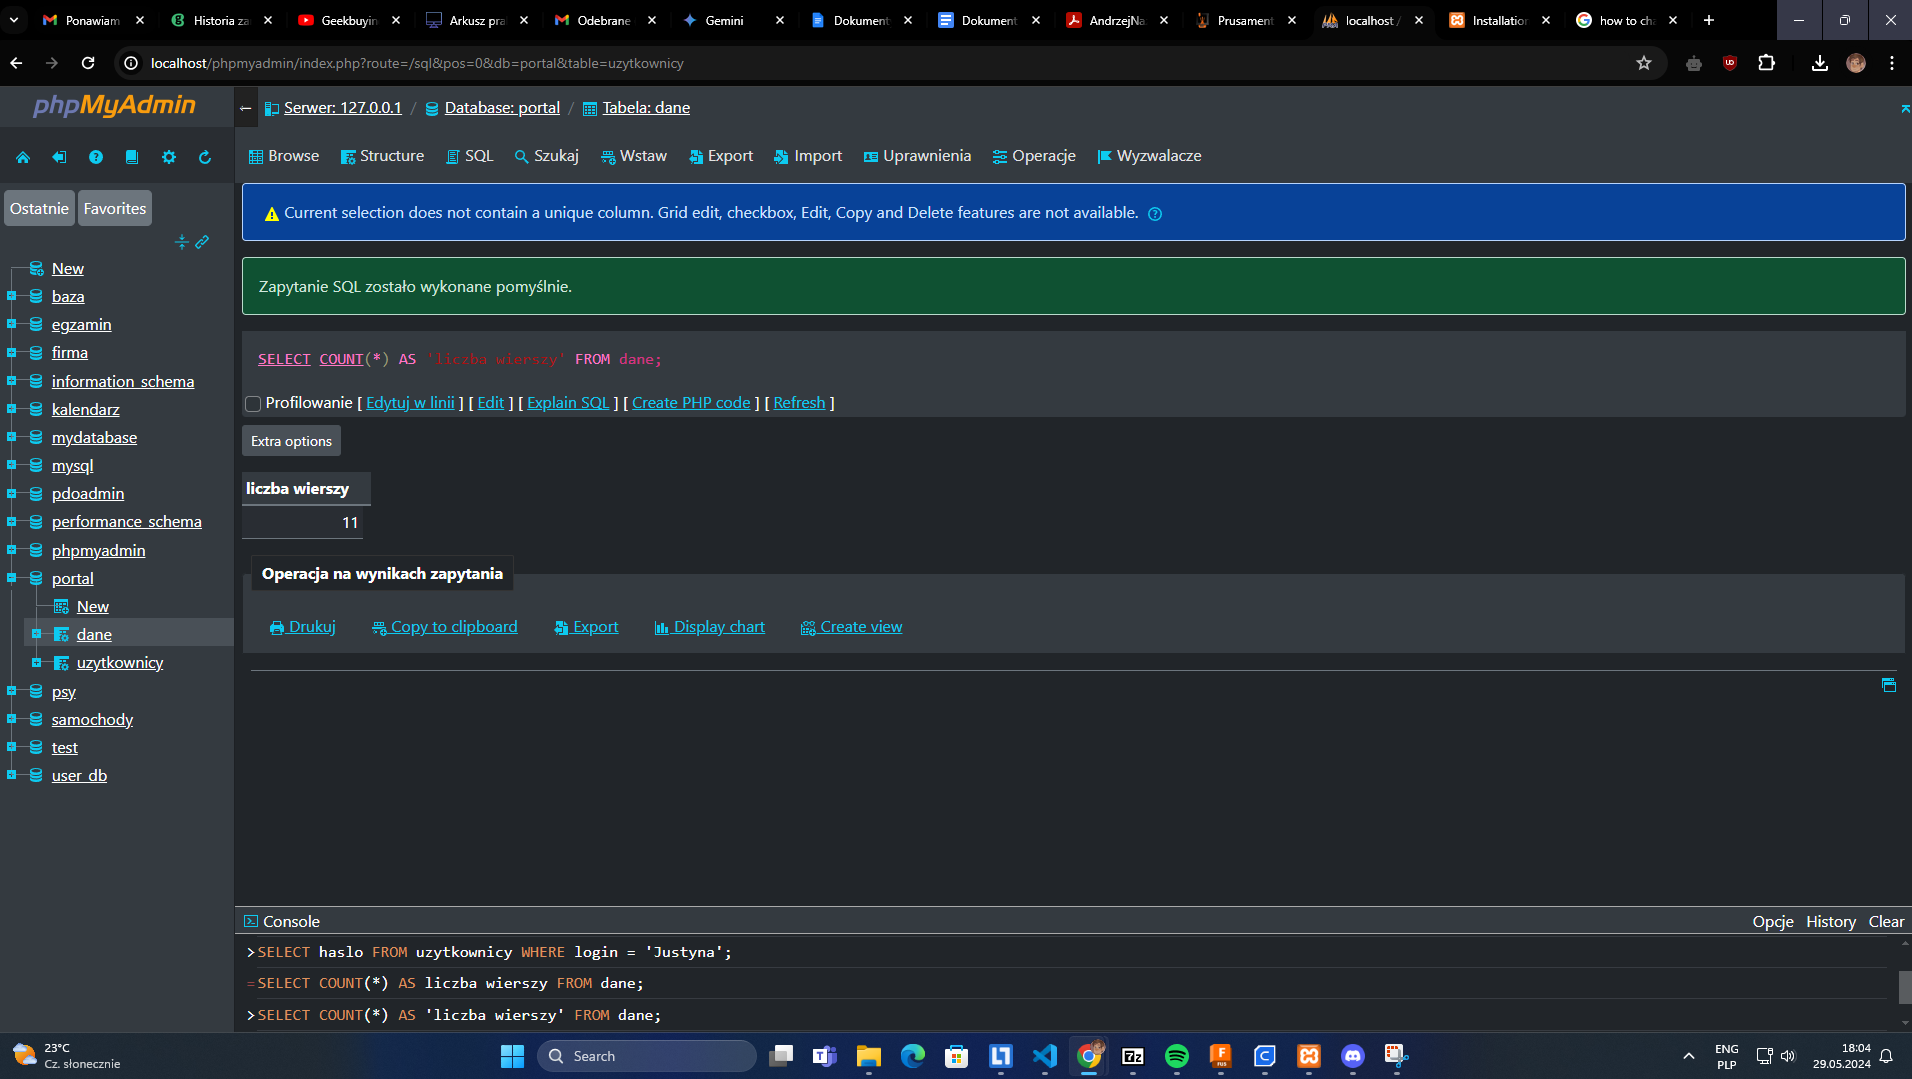 Ponawiam
Historia za
Geekbuyin
Arkusz pra
Odebrane
Gemini
Dokument
Dokument
AndrzejNa
Prusament
localhost /
Installation
how to cha
localhost/phpmyadmin/index.php?route=/sql&pos=0&db=portal&table=uzytkownicy
phpMyAdmin
Serwer: 127.0.0.1 / Database: portal / Tabela: dane
Browse Structure SQL Szukaj Wstaw Export Import Uprawnienia Operacje Wyzwalacze
Ostatnie Favorites
New
baza
egzamin
firma
information_schema
kalendarz
mydatabase
mysql
pdoadmin
performance_schema
phpmyadmin
portal
New
dane
uzytkownicy
psy
samochody
test
user_db
Current selection does not contain a unique column. Grid edit, checkbox, Edit, Copy and Delete features are not available.
Zapytanie SQL zostało wykonane pomyślnie.
SELECT COUNT(*) AS 'liczba wierszy' FROM dane;
Profilowanie [ Edytuj w linii ] [ Edit ] [ Explain SQL ] [ Create PHP code ] [ Refresh ]
Extra options
liczba wierszy
11
Operacja na wynikach zapytania
Drukuj Copy to clipboard Export Display chart Create view
Console
Opcje History Clear
>SELECT haslo FROM uzytkownicy WHERE login = 'Justyna';
=SELECT COUNT(*) AS liczba wierszy FROM dane;
>SELECT COUNT(*) AS 'liczba wierszy' FROM dane;
23°C
Cz. słonecznie
Search
ENG
PLP
18:04
29.05.2024